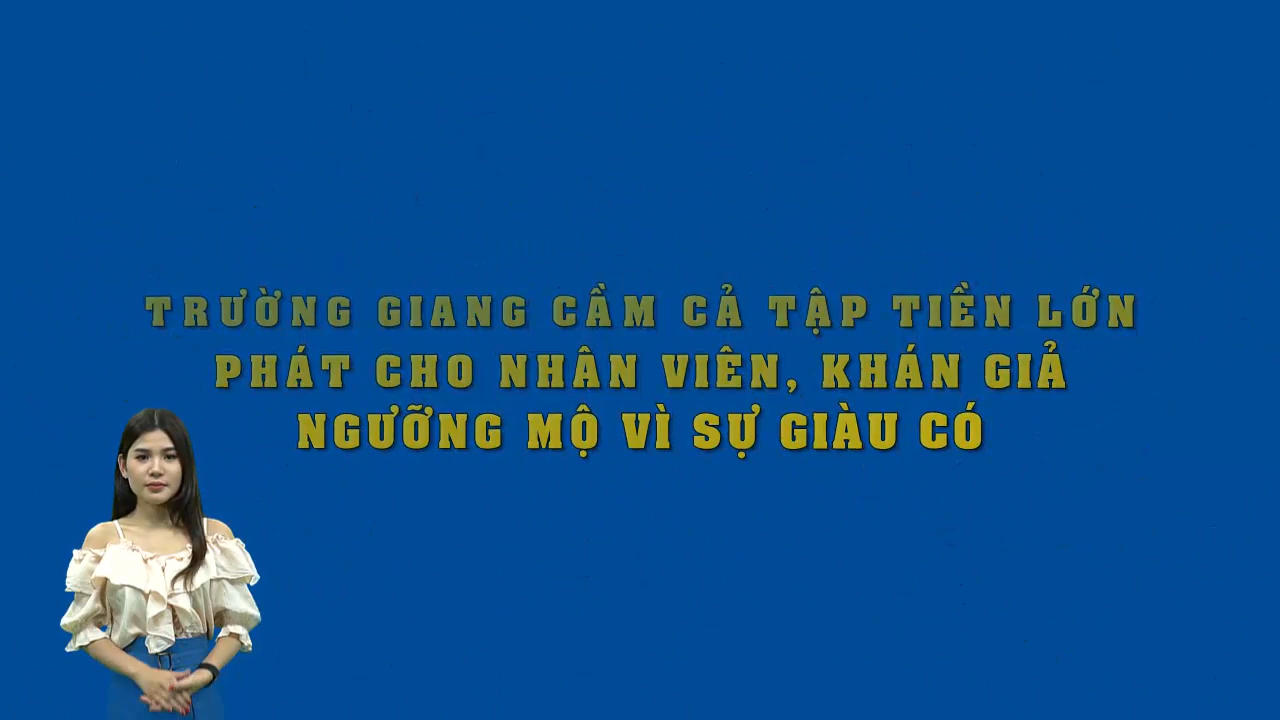 TRƯỜNG GIANG CẦM CẢ TẬP TIỀN LỚN
PHÁT CHO NHÂN VIÊN, KHÁN GIẢ
NGƯỠNG MỘ VÌ SỰ GIÀU CÓ